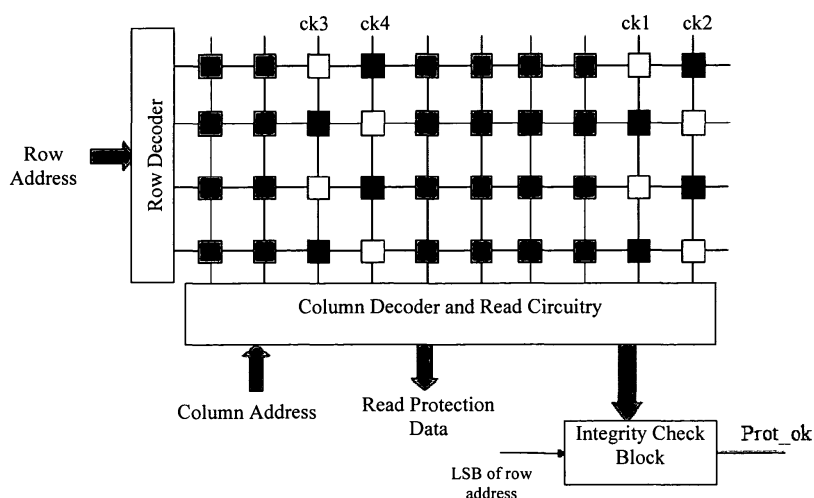 ck3
ck4
ck1
ck2
Row Decoder
Row
Address
Column Decoder and Read Circuitry
Column Address
Read Protection
Data
Integrity Check
Block
Prot_ok
LSB of row
address